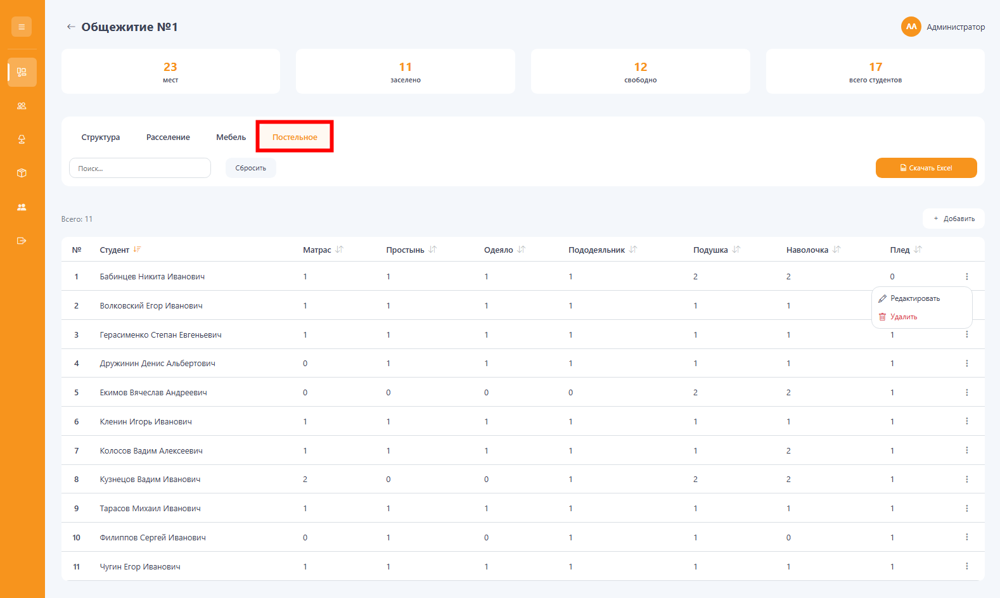 Общежитие №1
AA Администратор
23 11 12 17
мест заселено свободно всего студентов
Структура Расселение Мебель Постельное
Поиск... Сбросить Скачать Excel
Всего: 11 + Добавить
№ Студент Матрас Простынь Одеяло Пододеяльник Подушка Наволочка Плед
1 Бабинцев Никита Иванович 1 1 1 1 2 2 0
Редактировать
2 Волковский Егор Иванович 1 1 1 1 1 1
Удалить
3 Герасименко Степан Евгеньевич 1 1 1 1 1 1 1
4 Дружинин Денис Альбертович 0 1 1 1 1 1 1
5 Екимов Вячеслав Андреевич 0 0 0 0 2 2 1
6 Кленин Игорь Иванович 1 1 1 1 1 1 1
7 Колосов Вадим Алексеевич 1 1 1 1 1 2 1
8 Кузнецов Вадим Иванович 2 0 0 1 2 2 1
9 Тарасов Михаил Иванович 1 1 1 1 1 1 1
10 Филиппов Сергей Иванович 0 1 0 1 1 0 1
11 Чугин Егор Иванович 1 1 1 1 1 1 1